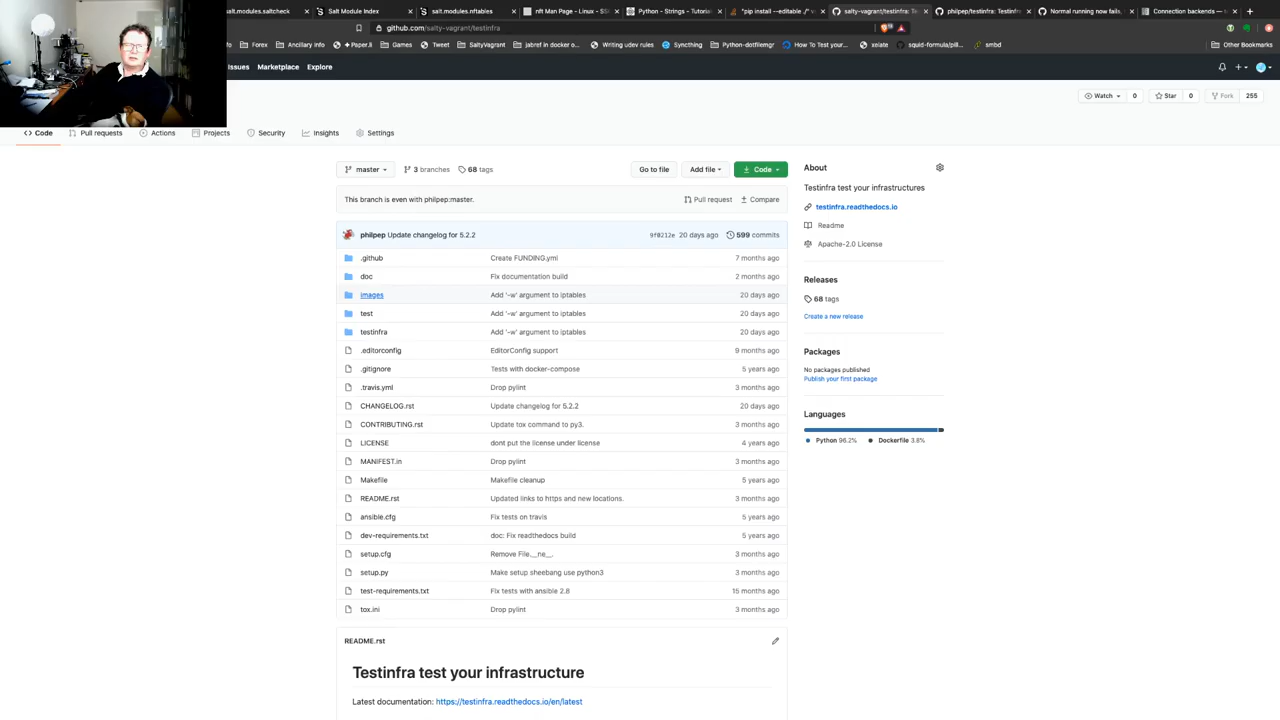 salt.modules.saltcheck
Salt Module Index
salt.modules.nftables
nft Man Page - Linux - SS
Python - Strings - Tutoria
"pip install --editable ./" v
salty-vagrant/testinfra: Te
philpep/testinfra: Testinfr
Normal running now fails,
Connection backends —
github.com/salty-vagrant/testinfra
Forex
Ancillary info
Paper.li
Games
Tweet
SaltyVagrant
jabref in docker o...
Writing udev rules
Syncthing
Python-dotfilemgr
How To Test your...
xelate
squid-formula/pill...
smbd
Other Bookmarks
Issues
Marketplace
Explore
Watch 0
Star 0
Fork 255
Code
Pull requests
Actions
Projects
Security
Insights
Settings
master
3 branches
68 tags
Go to file
Add file
Code
This branch is even with philpep:master.
Pull request
Compare
philpep Update changelog for 5.2.2
9f0212e 20 days ago
599 commits
.github Create FUNDING.yml 7 months ago
doc Fix documentation build 2 months ago
images Add '-w' argument to iptables 20 days ago
test Add '-w' argument to iptables 20 days ago
testinfra Add '-w' argument to iptables 20 days ago
.editorconfig EditorConfig support 9 months ago
.gitignore Tests with docker-compose 5 years ago
.travis.yml Drop pylint 3 months ago
CHANGELOG.rst Update changelog for 5.2.2 20 days ago
CONTRIBUTING.rst Update tox command to py3. 3 months ago
LICENSE dont put the license under license 4 years ago
MANIFEST.in Drop pylint 3 months ago
Makefile Makefile cleanup 5 years ago
README.rst Updated links to https and new locations. 3 months ago
ansible.cfg Fix tests on travis 5 years ago
dev-requirements.txt doc: Fix readthedocs build 5 years ago
setup.cfg Remove File.__ne__. 3 months ago
setup.py Make setup sheebang use python3 3 months ago
test-requirements.txt Fix tests with ansible 2.8 15 months ago
tox.ini Drop pylint 3 months ago
README.rst
Testinfra test your infrastructure
Latest documentation: https://testinfra.readthedocs.io/en/latest
About
Testinfra test your infrastructures
testinfra.readthedocs.io
Readme
Apache-2.0 License
Releases
68 tags
Create a new release
Packages
No packages published
Publish your first package
Languages
Python 96.2%
Dockerfile 3.8%